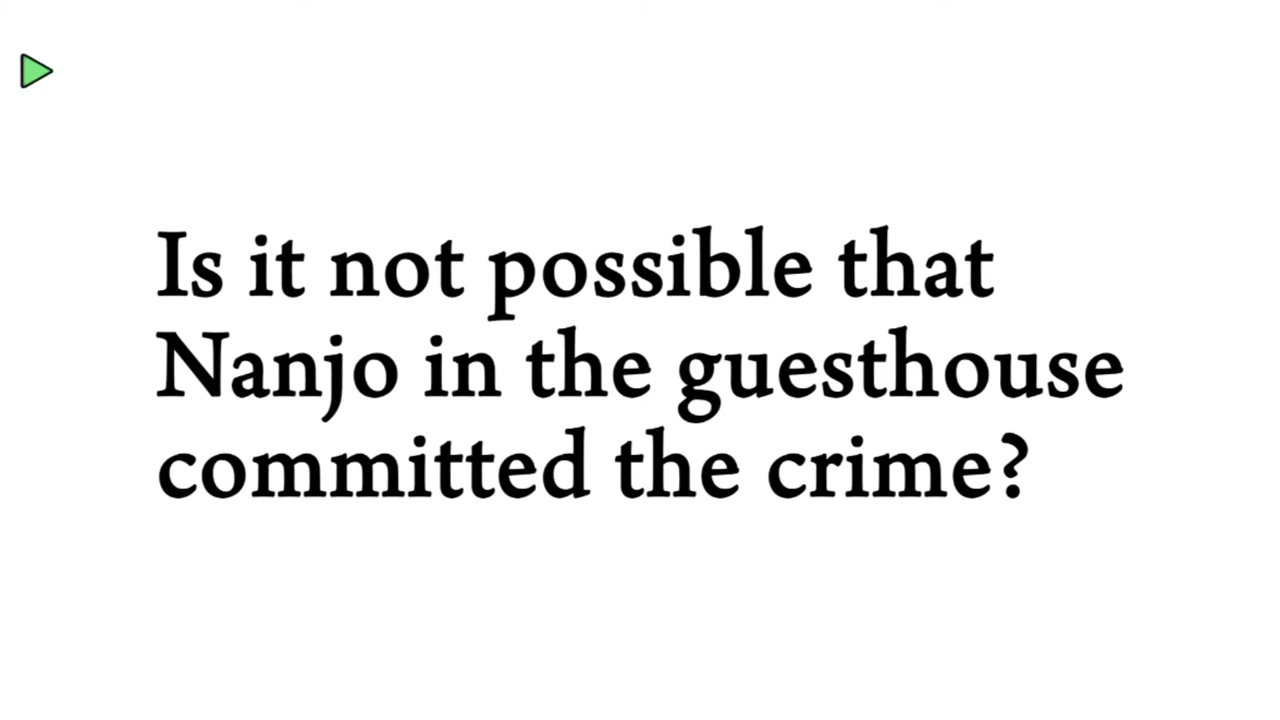 Is it not possible that
Nanjo in the guesthouse
committed the crime?